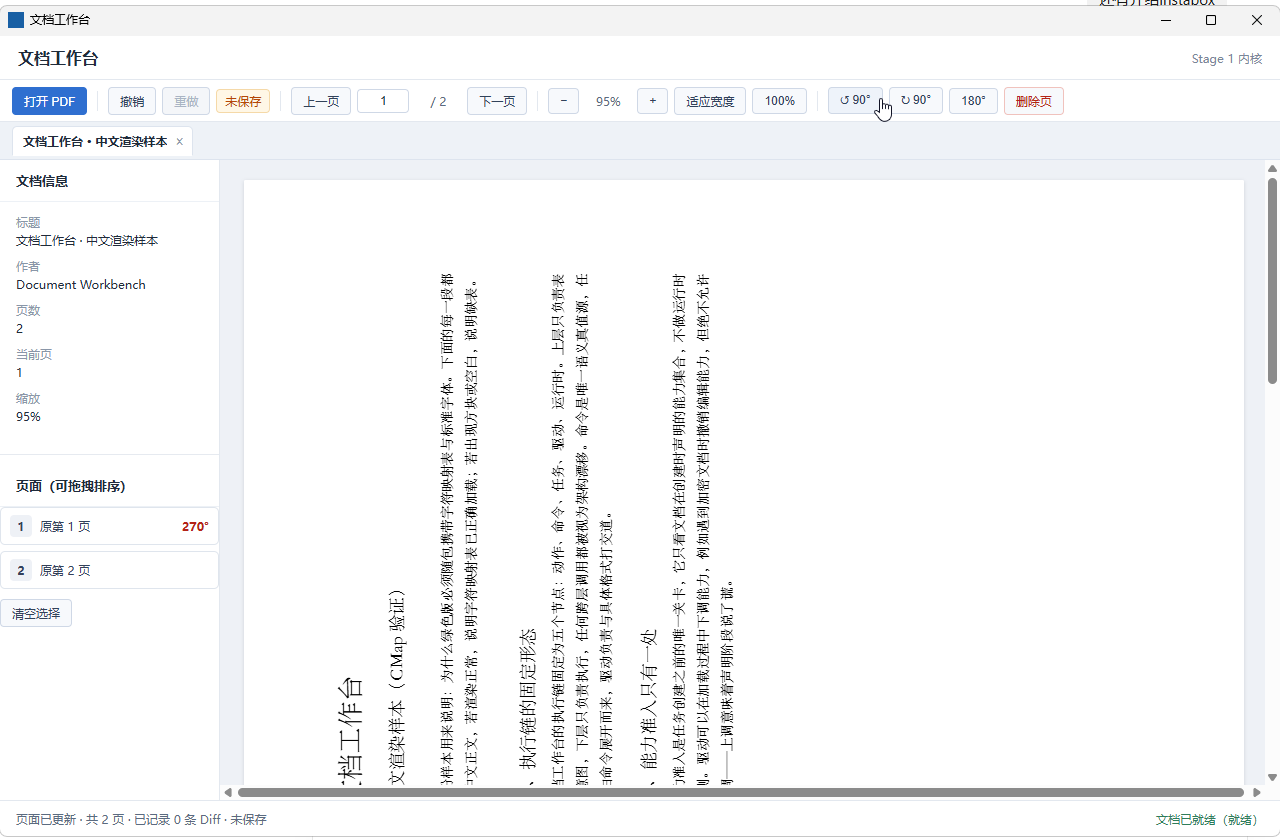 文档工作台
文档工作台
Stage 1 内核
打开 PDF
撤销
重做
未保存
上一页
1
/ 2
下一页
−
95%
+
适应宽度
100%
↺ 90°
↻ 90°
180°
删除页
文档工作台 · 中文渲染样本 ×
文档信息
标题
文档工作台 · 中文渲染样本
作者
Document Workbench
页数
2
当前页
1
缩放
95%
页面（可拖拽排序）
1 原第 1 页 270°
2 原第 2 页
清空选择
档工作台
文渲染样本（CMap 验证）
样本用来说明：为什么绿色版必须随包携带字符映射表与标准字体。下面的每一段都
中文正文，若渲染正常，说明字符映射表已正确加载；若出现方块或空白，说明缺表。
、执行链的固定形态
当工作台的执行链固定为五个节点：动作、命令、任务、驱动、运行时。上层只负责表
意图，下层只负责执行，任何跨层调用都被视为架构漂移。命令是唯一语义真值源，任
由命令展开而来，驱动负责与具体格式打交道。
、能力准入只有一处
力准入是任务创建之前的唯一关卡，它只看文档在创建时声明的能力集合，不做运行时
测。驱动可以在加载过程中下调能力，例如遇到加密文档时撤销编辑能力，但绝不允许
调——上调意味着声明阶段说了谎。
页面已更新 · 共 2 页 · 已记录 0 条 Diff · 未保存
文档已就绪（就绪）